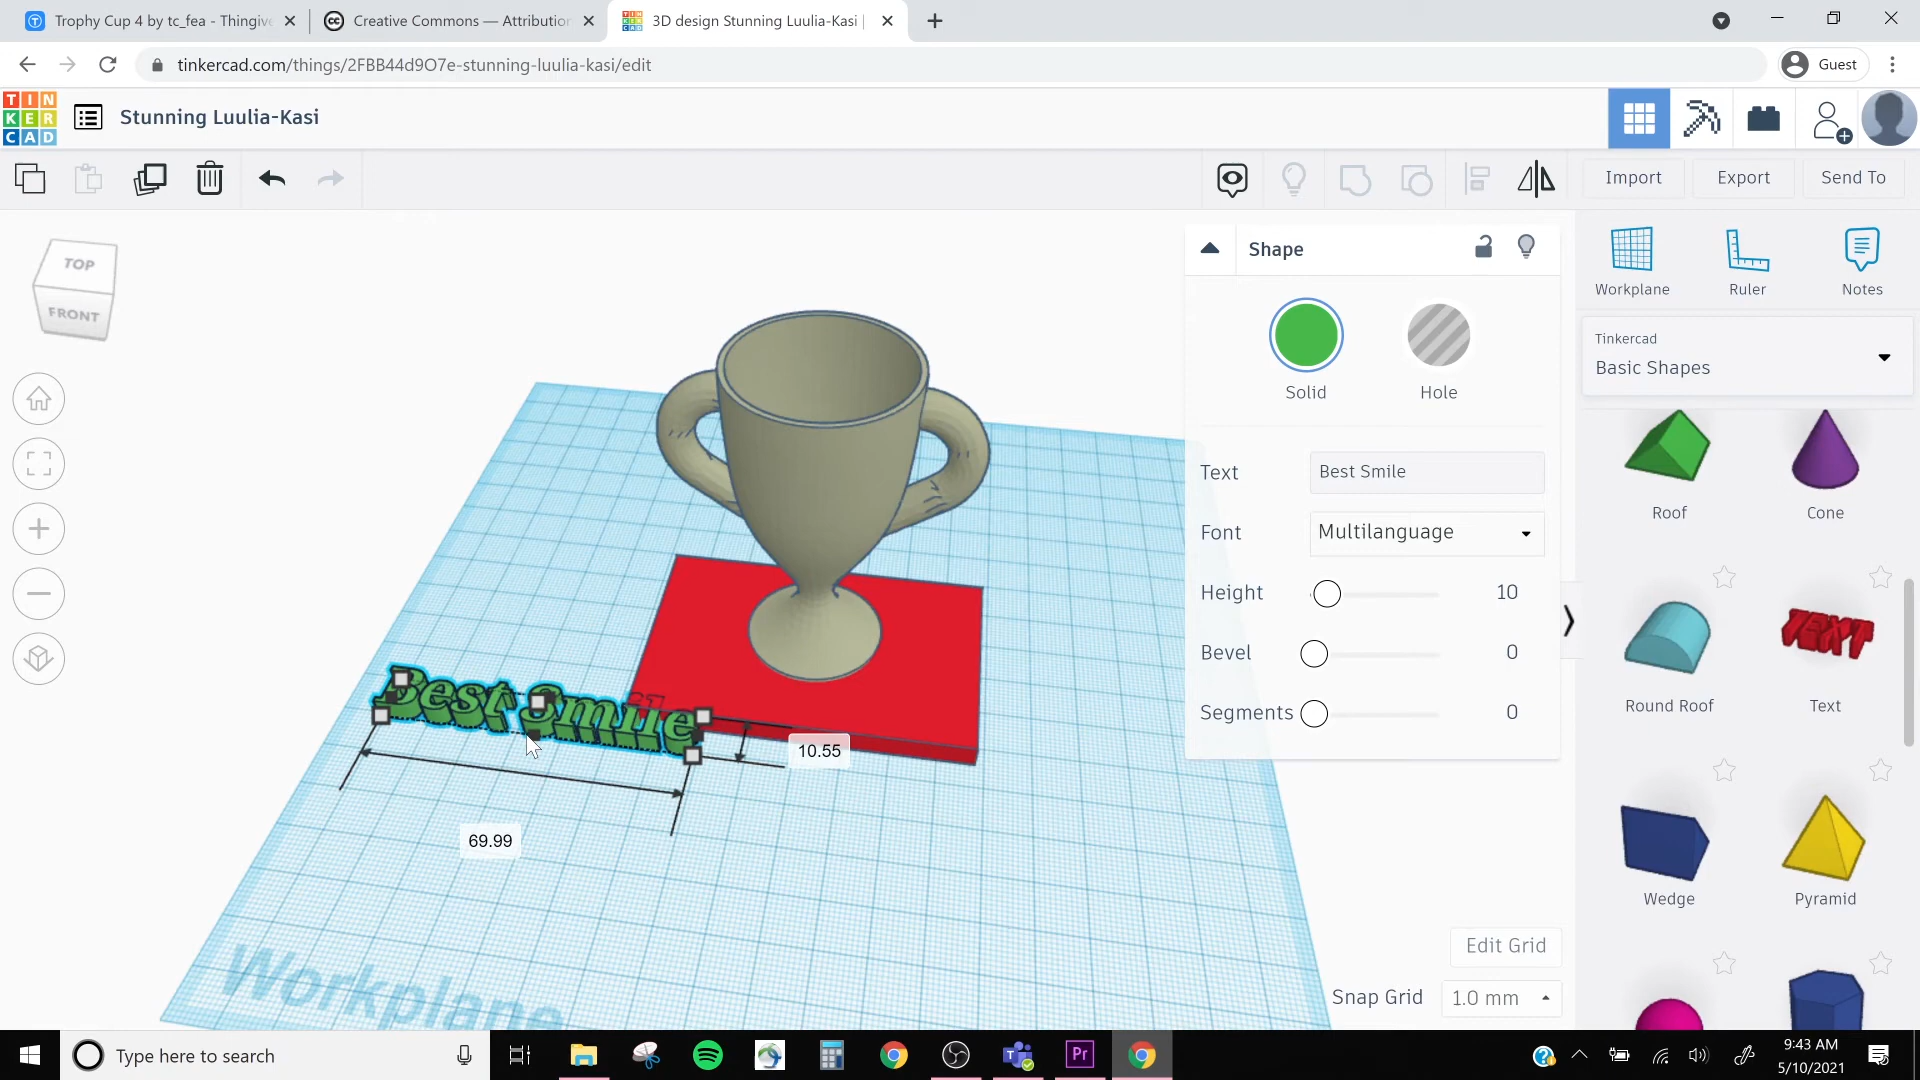 Trophy Cup 4 by tc_fea - Thingive
Creative Commons — Attribution
3D design Stunning Luulia-Kasi |
tinkercad.com/things/2FBB44d9O7e-stunning-luulia-kasi/edit
Guest
TIN
KER
CAD
Stunning Luulia-Kasi
Import
Export
Send To
TOP
FRONT
Shape
Solid
Hole
Text
Best Smile
Font
Multilanguage
Height
10
Bevel
0
Segments
0
Workplane
Ruler
Notes
Tinkercad
Basic Shapes
Roof
Cone
TEXT
Round Roof
Text
Wedge
Pyramid
Best Smile
10.55
69.99
Workplane
Edit Grid
Snap Grid
1.0 mm
Type here to search
Pr
9:43 AM
5/10/2021